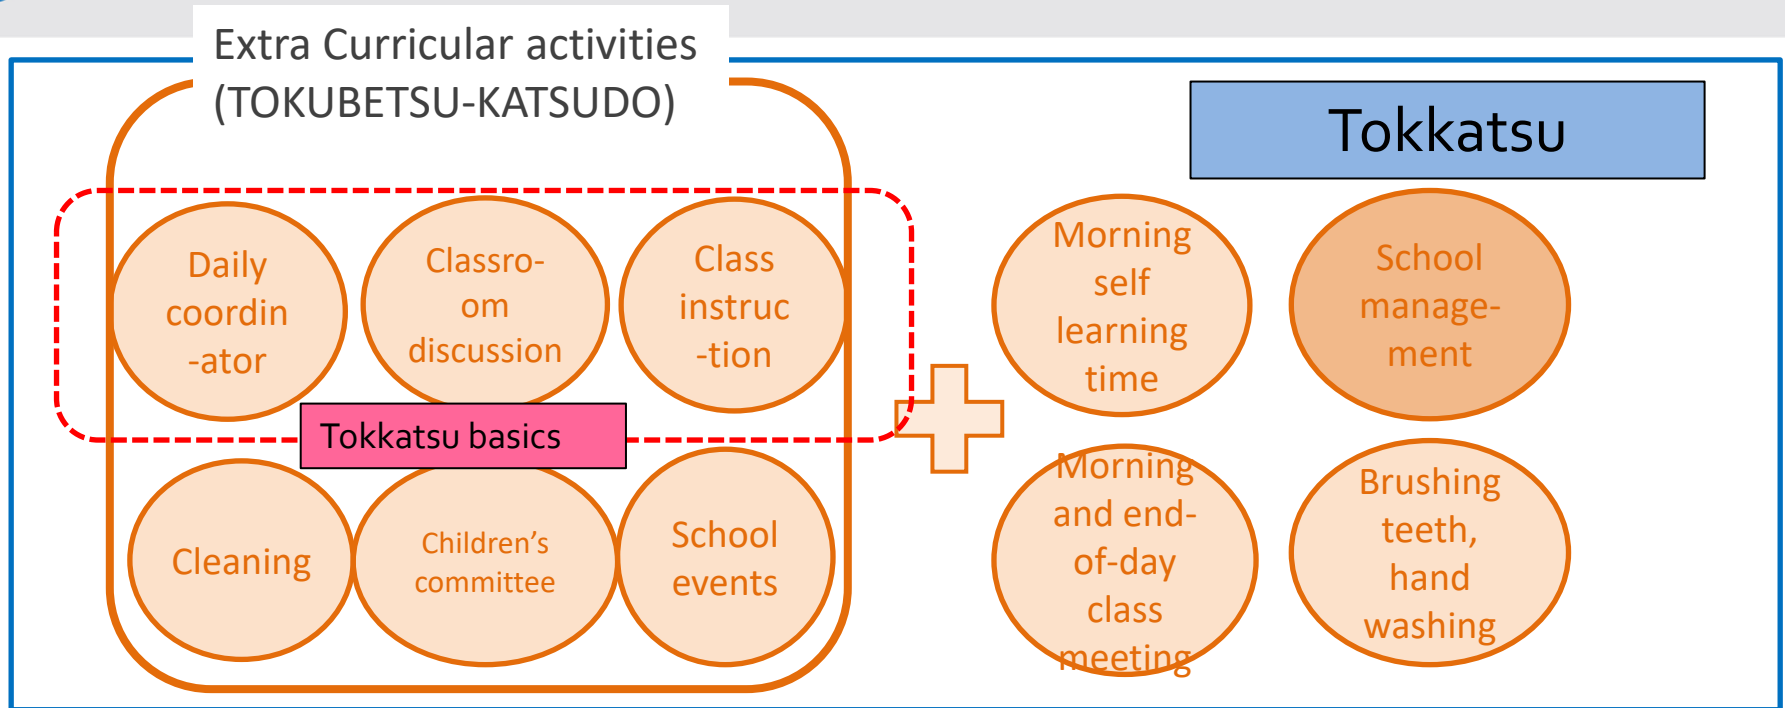 Extra Curricular activities
(TOKUBETSU-KATSUDO)
Tokkatsu
Daily
coordin
-ator
Classro-
om
discussion
Class
instruc
-tion
Morning
self
learning
time
School
manage-
ment
Tokkatsu basics
Cleaning
Children’s
committee
School
events
Morning
and end-
of-day
class
meeting
Brushing
teeth,
hand
washing